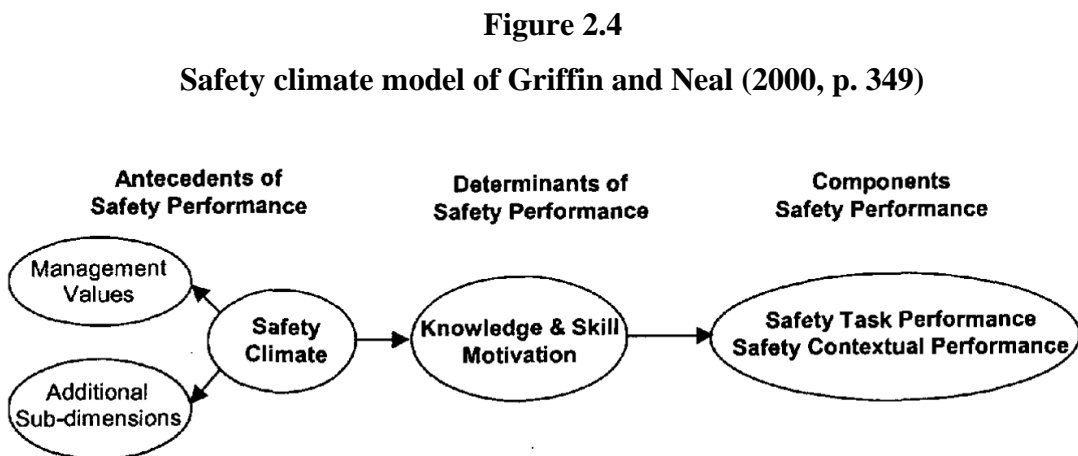 Figure 2.4
Safety climate model of Griffin and Neal (2000, p. 349)
Antecedents of
Safety Performance
Determinants of
Safety Performance
Components
Safety Performance
Management
Values
Safety
Climate
Additional
Sub-dimensions
Knowledge & Skill
Motivation
Safety Task Performance
Safety Contextual Performance